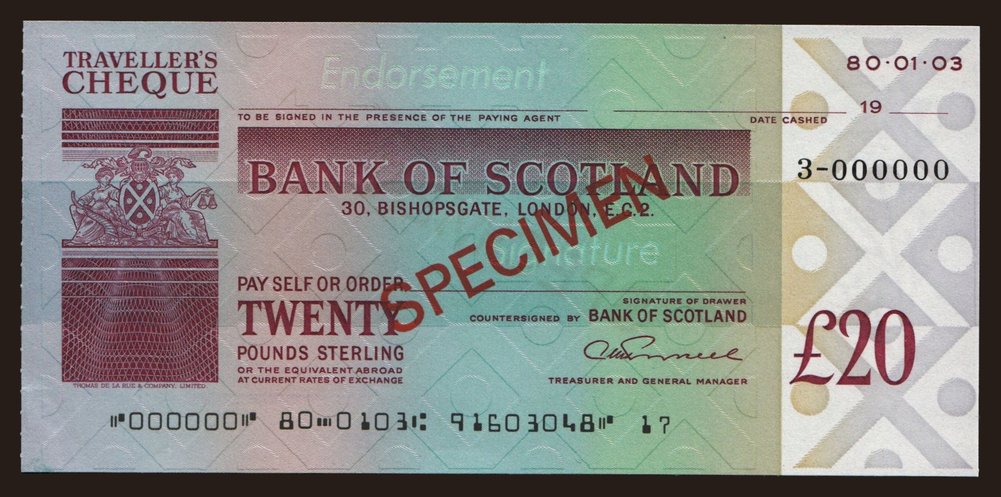 TRAVELLER'S
CHEQUE
Endorsement
80·01·03
TO BE SIGNED IN THE PRESENCE OF THE PAYING AGENT
DATE CASHED 19
3-000000
BANK OF SCOTLAND
30, BISHOPSGATE, LONDON, E.C.2.
SPECIMEN
Signature
PAY SELF OR ORDER
TWENTY
POUNDS STERLING
OR THE EQUIVALENT ABROAD
AT CURRENT RATES OF EXCHANGE
SIGNATURE OF DRAWER
COUNTERSIGNED BY BANK OF SCOTLAND
TREASURER AND GENERAL MANAGER
£20
THOMAS DE LA RUE & COMPANY, LIMITED.
⑈000000⑈ 80⑉0103⑆ 91603048⑈ 17